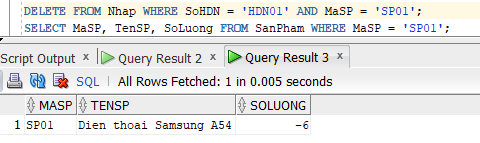 DELETE FROM Nhap WHERE SoHDN = 'HDN01' AND MaSP = 'SP01';
SELECT MaSP, TenSP, SoLuong FROM SanPham WHERE MaSP = 'SP01';
Script Output × Query Result 2 × Query Result 3 ×
SQL | All Rows Fetched: 1 in 0.005 seconds
MASP TENSP SOLUONG
1 SP01 Dien thoai Samsung A54 -6